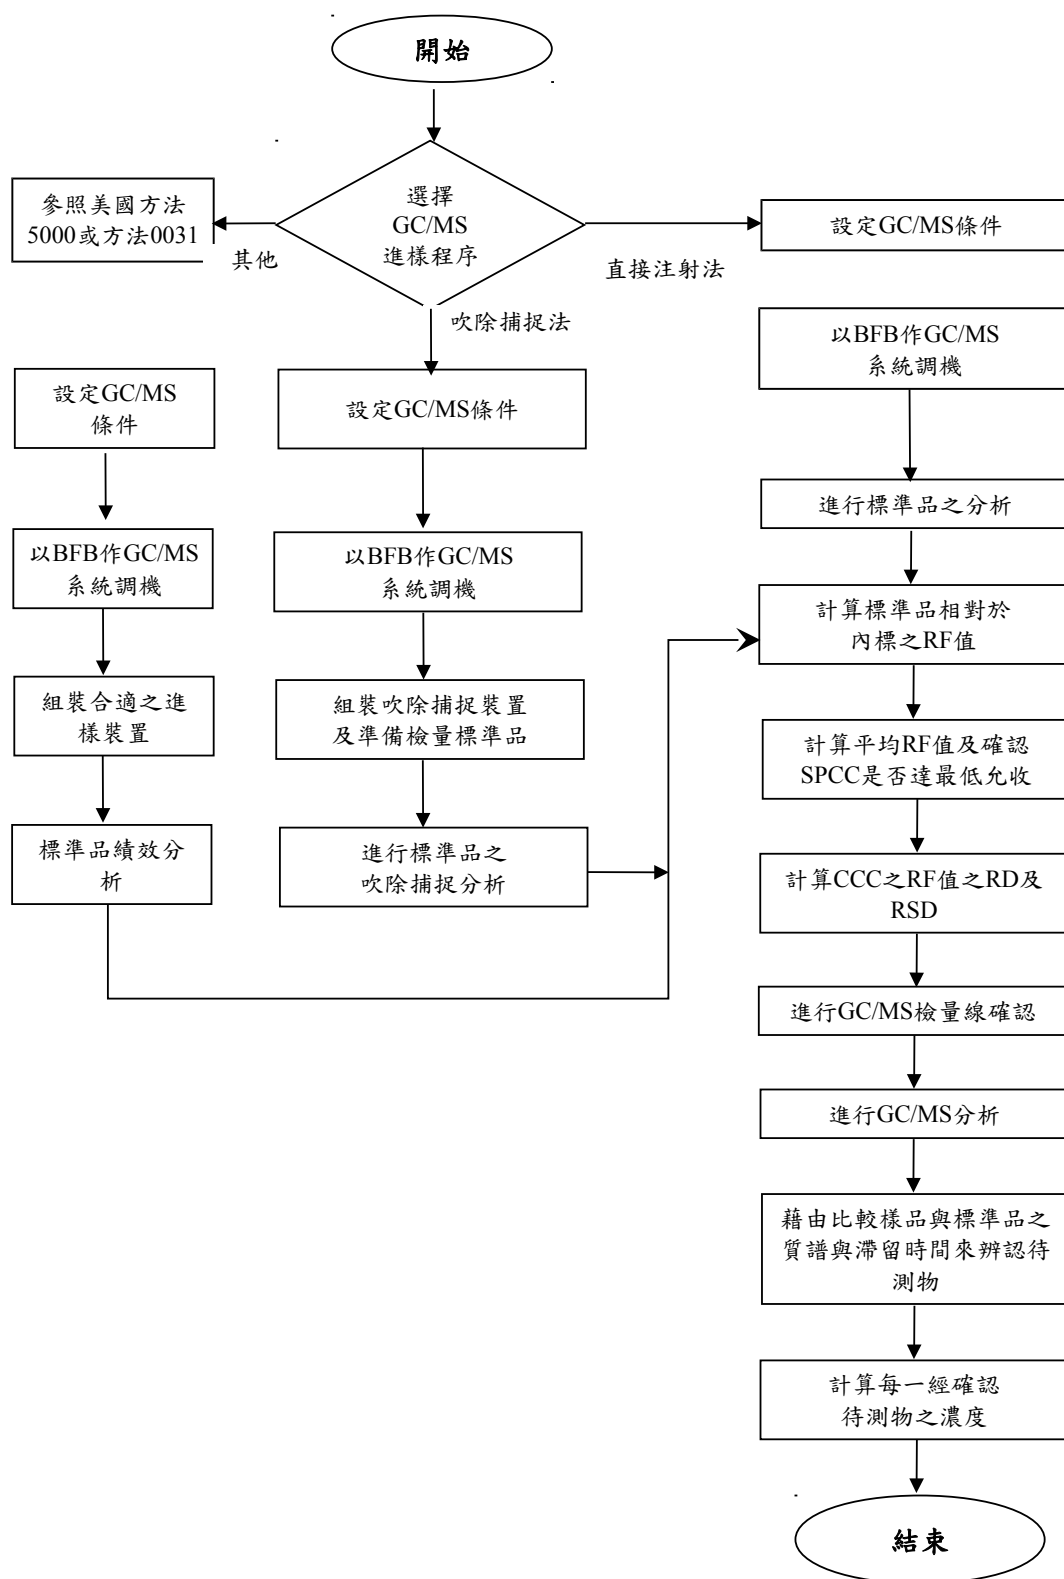 開始
選擇
GC/MS
進樣程序
參照美國方法
5000或方法0031
其他
直接注射法
吹除捕捉法
設定GC/MS
條件
以BFB作GC/MS
系統調機
組裝合適之進
樣裝置
標準品績效分
析
設定GC/MS條件
以BFB作GC/MS
系統調機
組裝吹除捕捉裝置
及準備檢量標準品
進行標準品之
吹除捕捉分析
設定GC/MS條件
以BFB作GC/MS
系統調機
進行標準品之分析
計算標準品相對於
內標之RF值
計算平均RF值及確認
SPCC是否達最低允收
計算CCC之RF值之RD及
RSD
進行GC/MS檢量線確認
進行GC/MS分析
藉由比較樣品與標準品之
質譜與滯留時間來辨認待
測物
計算每一經確認
待測物之濃度
結束